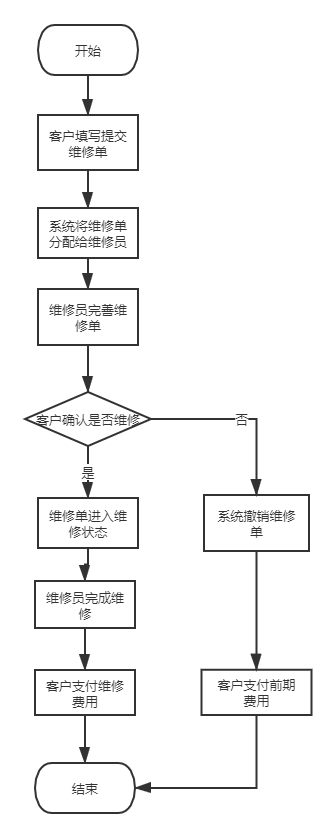 开始
客户填写提交
维修单
系统将维修单
分配给维修员
维修员完善维
修单
客户确认是否维修
否
是
维修单进入维
修状态
系统撤销维修
单
维修员完成维
修
客户支付维修
费用
客户支付前期
费用
结束